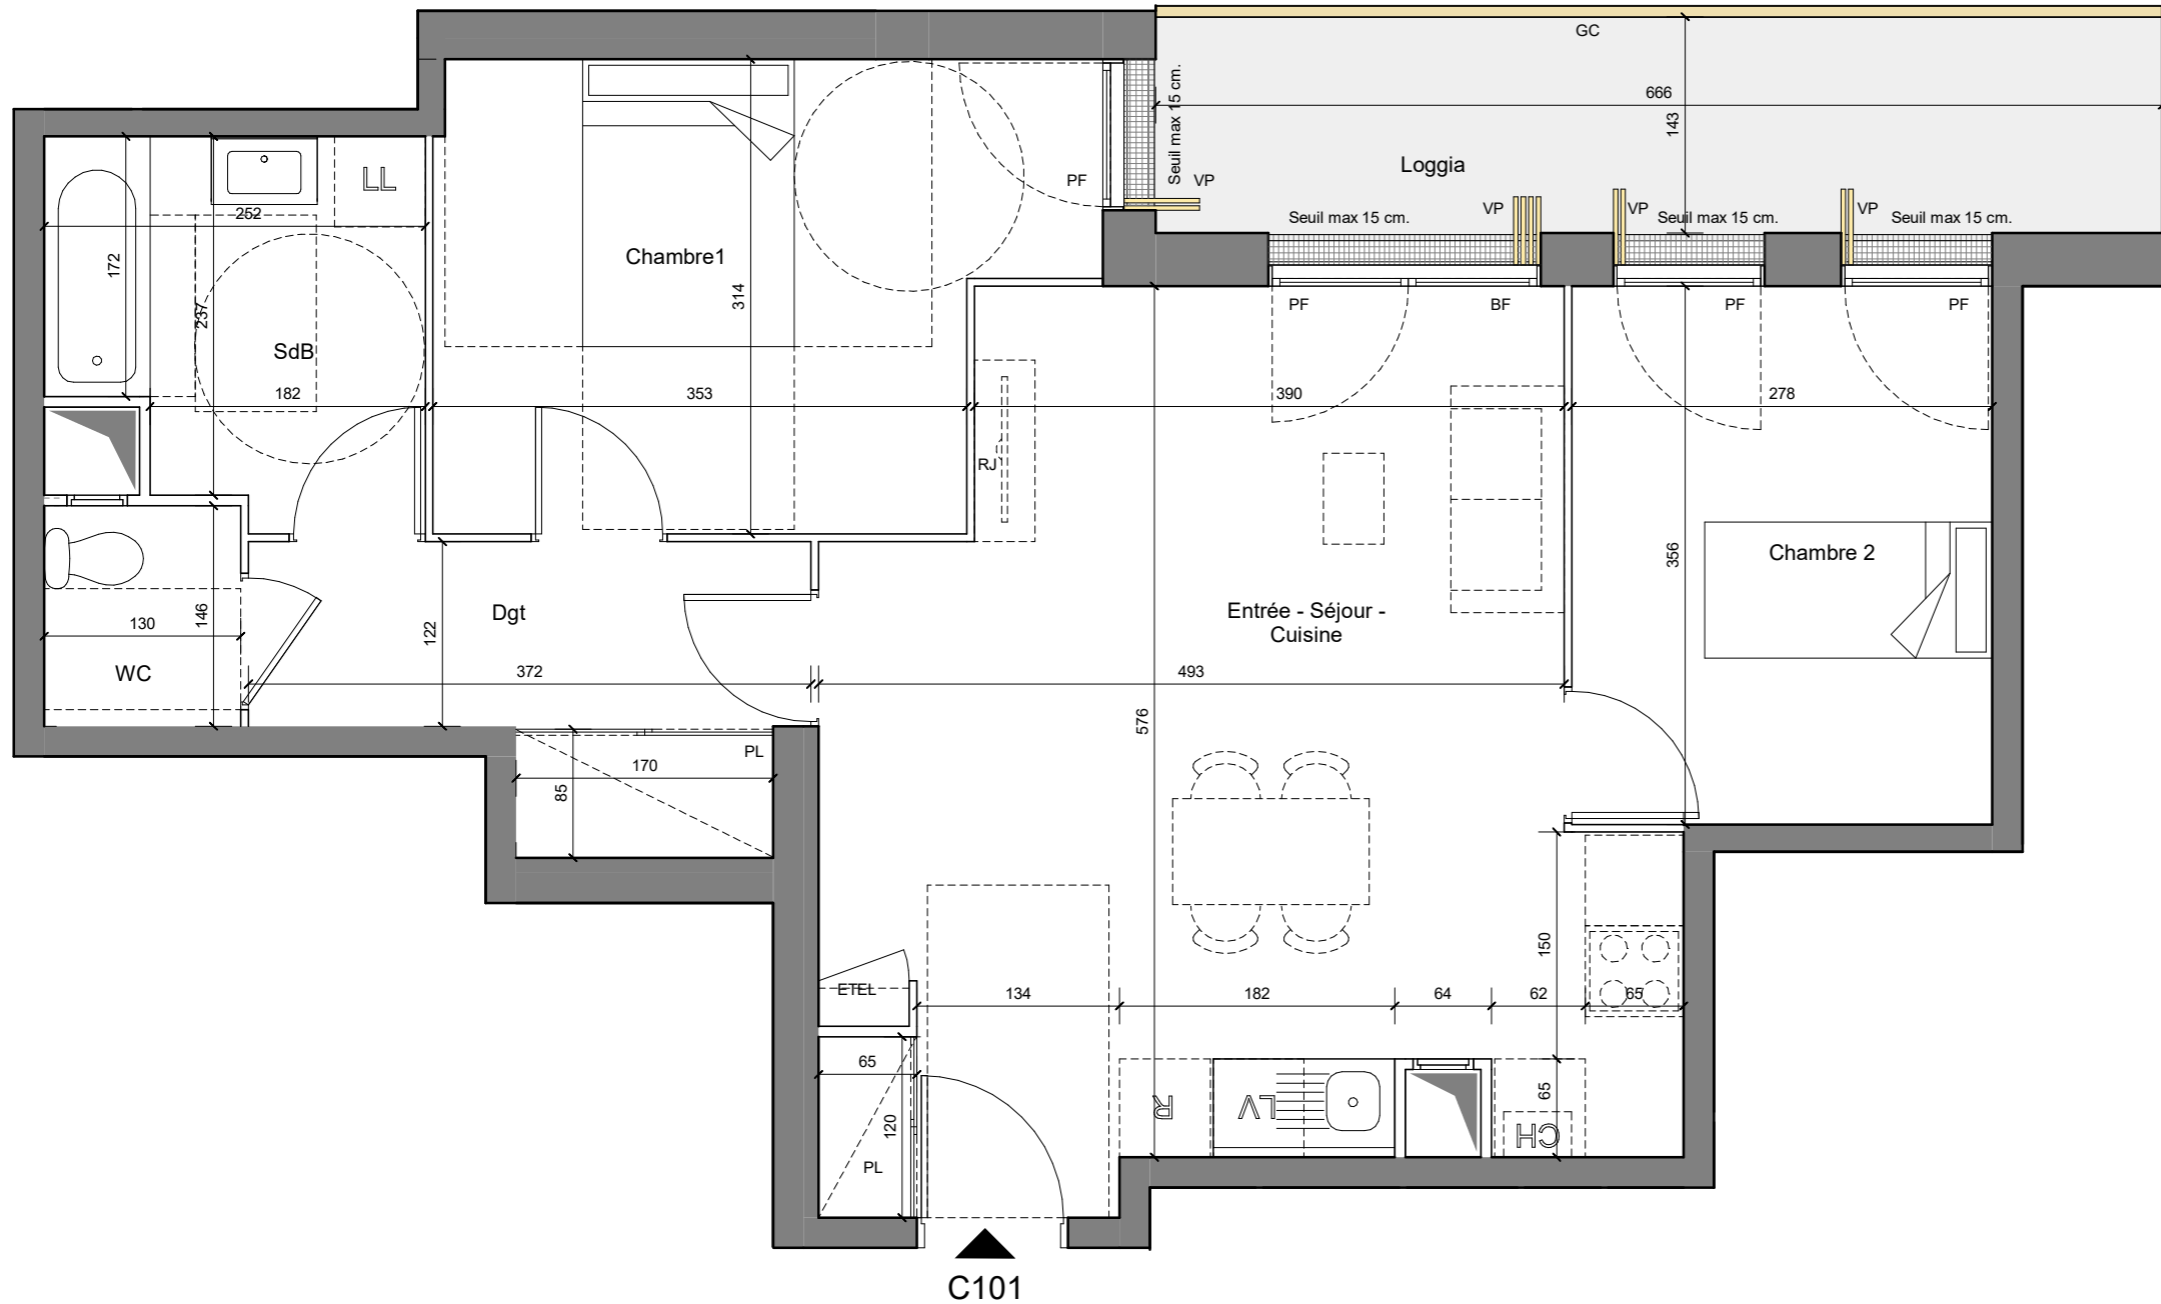 GC
666
143
Seuil max 15 cm.
Loggia
LL
PF
VP
VP
VP
VP
252
Seuil max 15 cm.
Seuil max 15 cm.
Seuil max 15 cm.
Chambre1
172
314
237
PF
BF
PF
PF
SdB
182
353
390
278
RJ
Chambre 2
356
Dgt
Entrée - Séjour -
Cuisine
146
130
122
WC
372
493
576
PL
170
85
150
ETEL
134
182
64
62
65
65
65
120
R
LV
CH
PL
C101